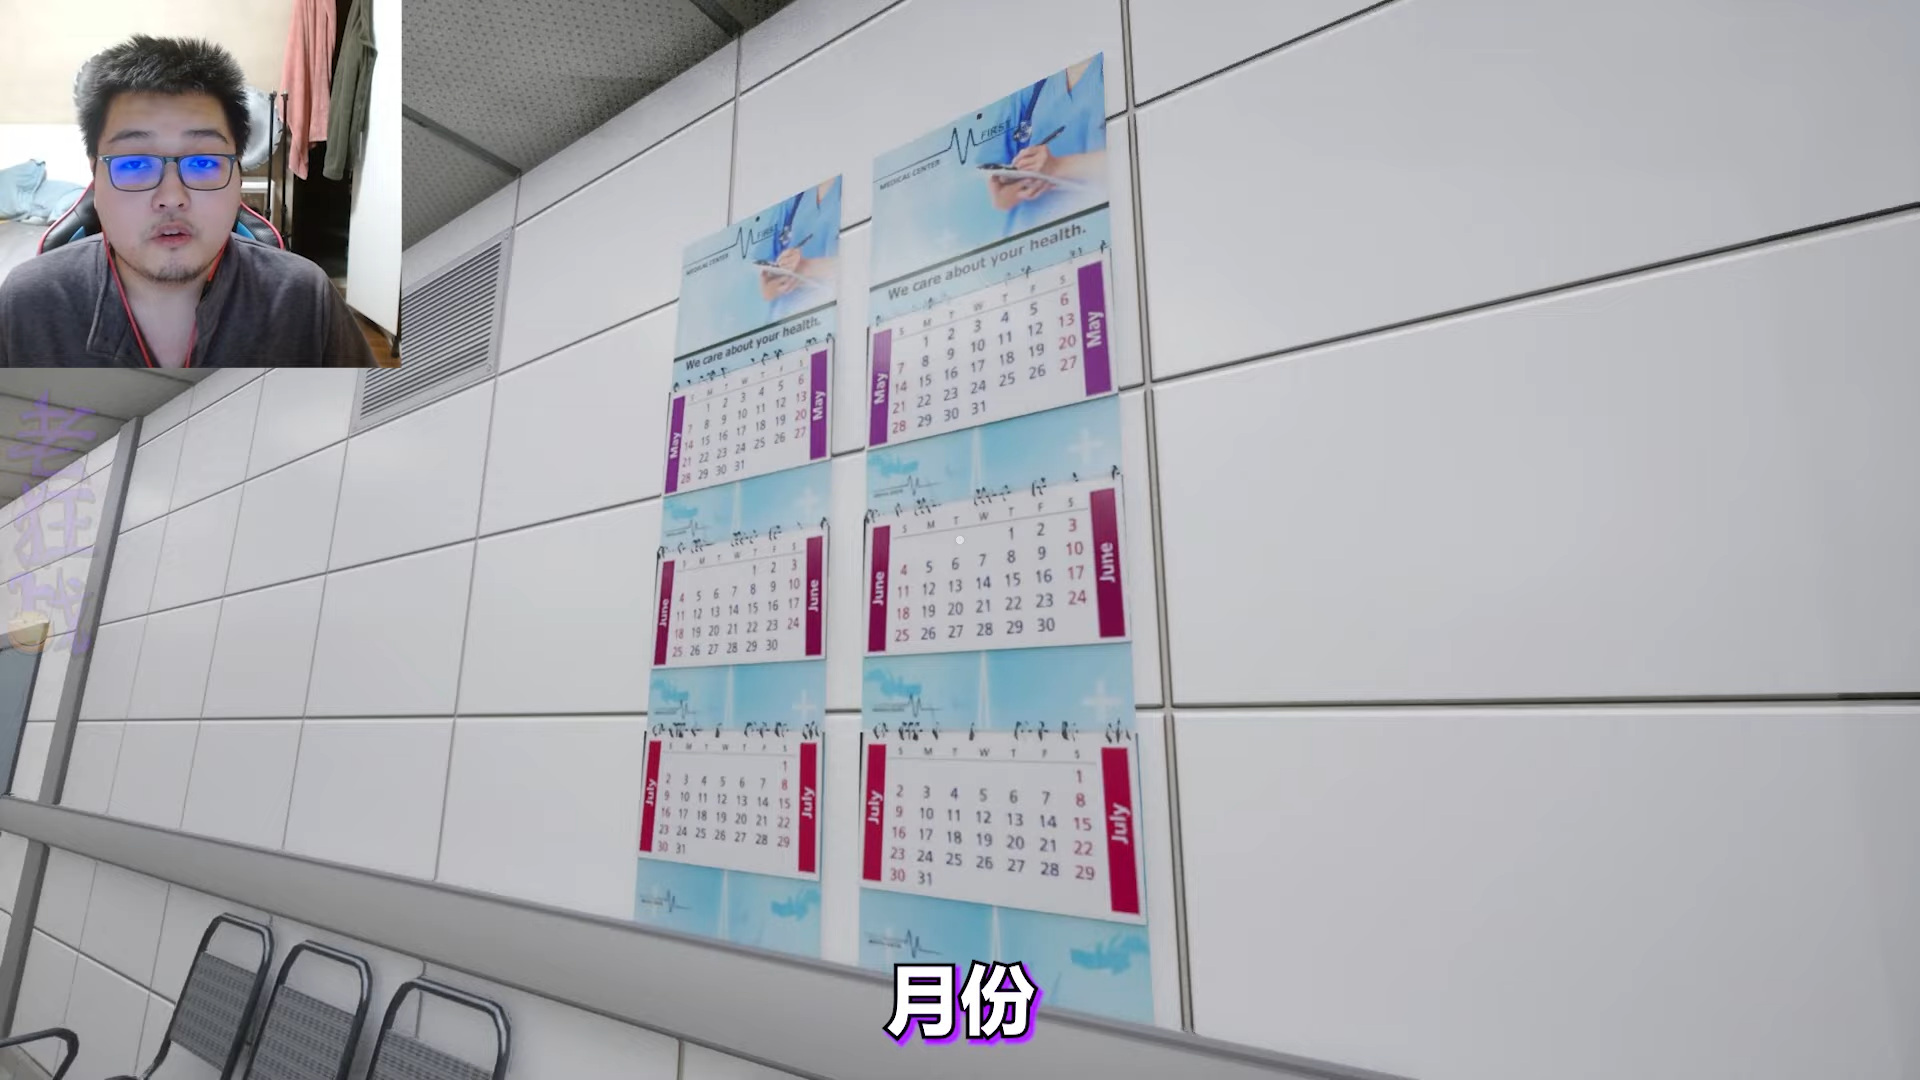 老狂战
FIRST
MEDICAL CENTER
We care about your health.
May
S M T W T F S
1 2 3 4 5 6
7 8 9 10 11 12 13
14 15 16 17 18 19 20
21 22 23 24 25 26 27
28 29 30 31
May
June
S M T W T F S
1 2 3
4 5 6 7 8 9 10
11 12 13 14 15 16 17
18 19 20 21 22 23 24
25 26 27 28 29 30
June
July
S M T W T F S
1
2 3 4 5 6 7 8
9 10 11 12 13 14 15
16 17 18 19 20 21 22
23 24 25 26 27 28 29
30 31
July
FIRST
MEDICAL CENTER
We care about your health.
May
S M T W T F S
1 2 3 4 5 6
7 8 9 10 11 12 13
14 15 16 17 18 19 20
21 22 23 24 25 26 27
28 29 30 31
May
June
S M T W T F S
1 2 3
4 5 6 7 8 9 10
11 12 13 14 15 16 17
18 19 20 21 22 23 24
25 26 27 28 29 30
June
July
S M T W T F S
1
2 3 4 5 6 7 8
9 10 11 12 13 14 15
16 17 18 19 20 21 22
23 24 25 26 27 28 29
30 31
July
月份